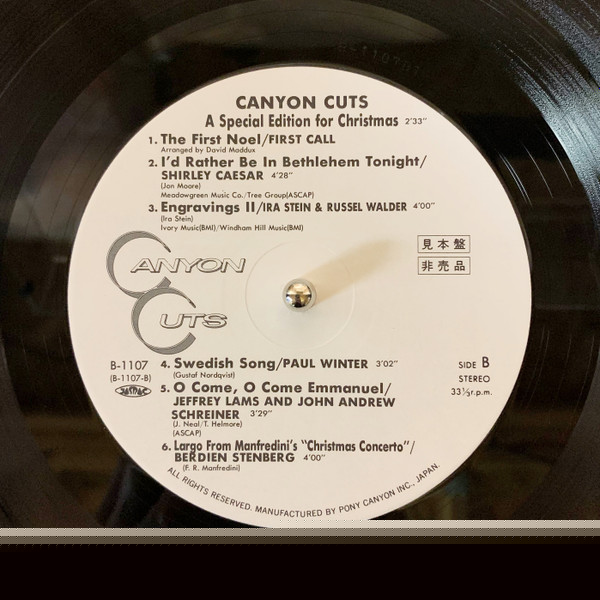 CANYON CUTS
A Special Edition for Christmas 2'33"
1. The First Noel/FIRST CALL
Arranged by David Maddux
2. I'd Rather Be In Bethlehem Tonight/
SHIRLEY CAESAR 4'28"
(Jon Moore)
Meadowgreen Music Co./Tree Group(ASCAP)
3. Engravings II/IRA STEIN & RUSSEL WALDER 4'00"
(Ira Stein)
Ivory Music(BMI)/Windham Hill Music(BMI)
見本盤
非売品
CANYON
CUTS
B-1107
(B-1107-B)
JASRAC
4. Swedish Song/PAUL WINTER 3'02"
(Gustaf Nordqvist)
5. O Come, O Come Emmanuel/
JEFFREY LAMS AND JOHN ANDREW
SCHREINER 3'29"
(J. Neal/T. Helmore)
(ASCAP)
6. Largo From Manfredini's "Christmas Concerto"/
BERDIEN STENBERG 4'00"
(F. R. Manfredini)
SIDE B
STEREO
33⅓r.p.m.
ALL RIGHTS RESERVED. MANUFACTURED BY PONY CANYON INC., JAPAN.